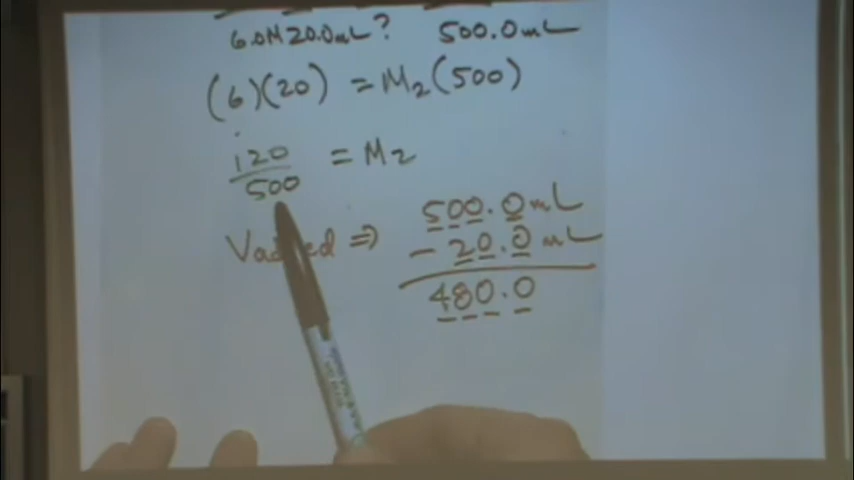 6.0M 20.0mL? 500.0mL
(6)(20) = M2(500)
120/500 = M2
Vadded ⇒ 500.0mL
- 20.0mL
480.0